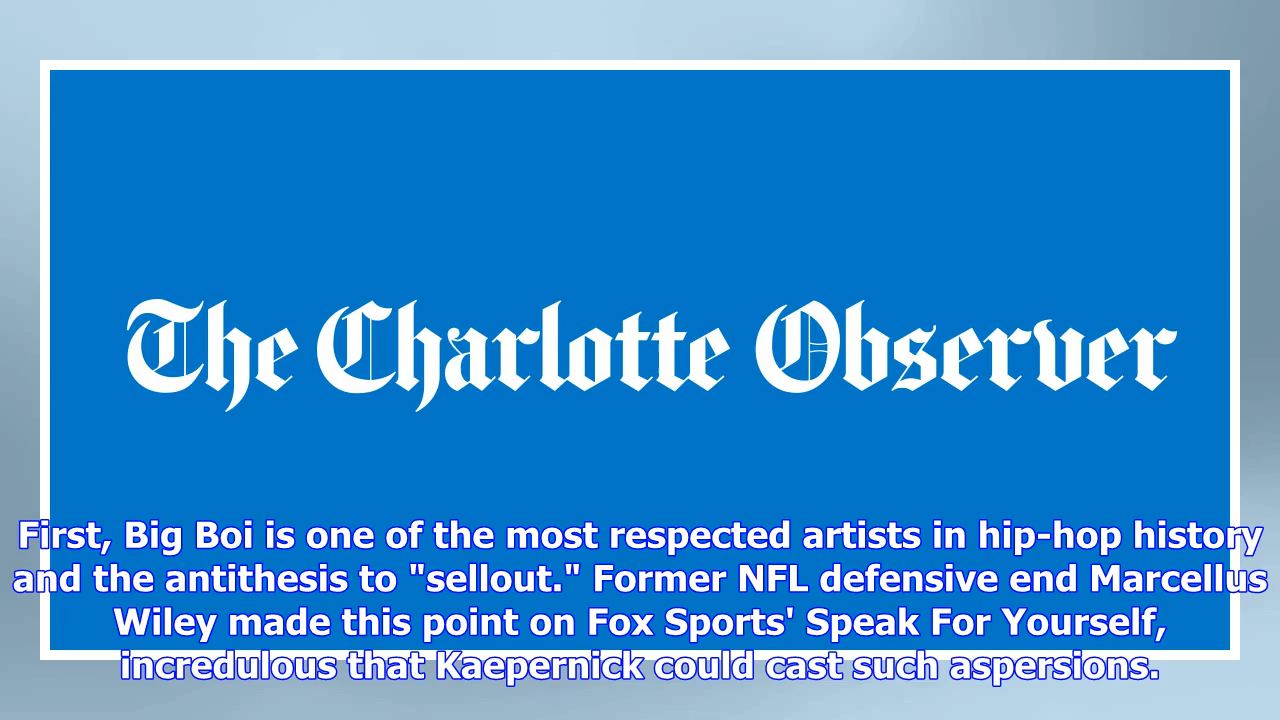 The Charlotte Observer
First, Big Boi is one of the most respected artists in hip-hop history
and the antithesis to "sellout." Former NFL defensive end Marcellus
Wiley made this point on Fox Sports' Speak For Yourself,
incredulous that Kaepernick could cast such aspersions.